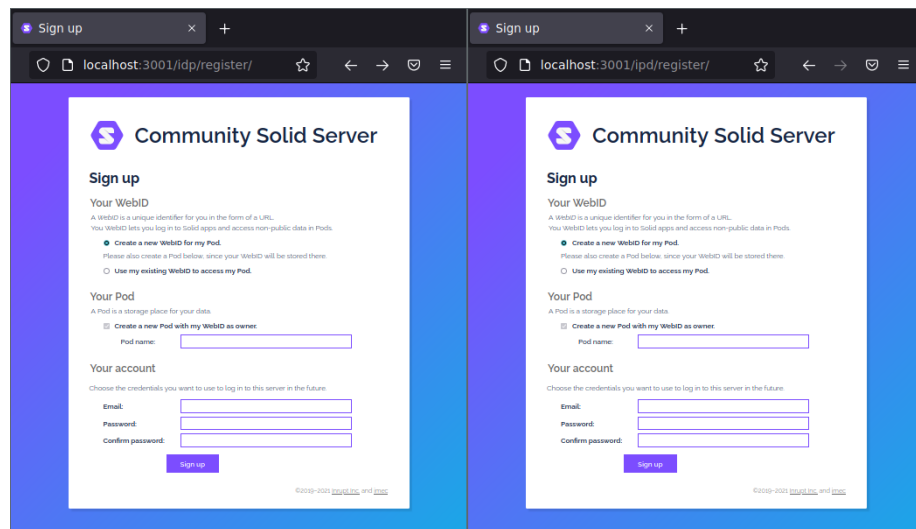 Sign up
localhost:3001/idp/register/
Community Solid Server
Sign up
Your WebID
A WebID is a unique identifier for you in the form of a URL.
You WebID lets you log in to Solid apps and access non-public data in Pods.
Create a new WebID for my Pod.
Please also create a Pod below, since your WebID will be stored there.
Use my existing WebID to access my Pod.
Your Pod
A Pod is a storage place for your data.
Create a new Pod with my WebID as owner.
Pod name:
Your account
Choose the credentials you want to use to log in to this server in the future.
Email:
Password:
Confirm password:
Sign up
©2019–2021 Inrupt Inc. and imec
Sign up
localhost:3001/ipd/register/
Community Solid Server
Sign up
Your WebID
A WebID is a unique identifier for you in the form of a URL.
You WebID lets you log in to Solid apps and access non-public data in Pods.
Create a new WebID for my Pod.
Please also create a Pod below, since your WebID will be stored there.
Use my existing WebID to access my Pod.
Your Pod
A Pod is a storage place for your data.
Create a new Pod with my WebID as owner.
Pod name:
Your account
Choose the credentials you want to use to log in to this server in the future.
Email:
Password:
Confirm password:
Sign up
©2019–2021 Inrupt Inc. and imec